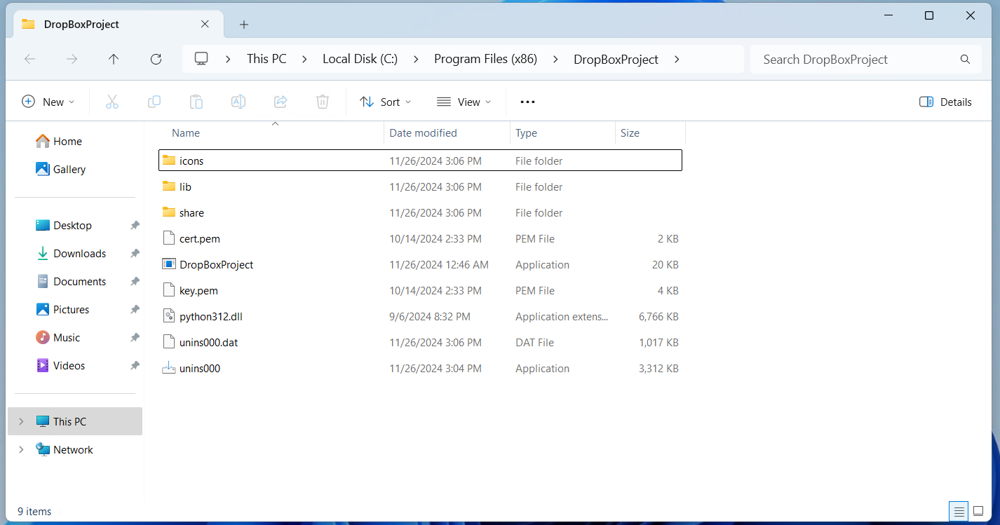 DropBoxProject
This PC Local Disk (C:) Program Files (x86) DropBoxProject
Search DropBoxProject
New Sort View Details
Home
Gallery
Desktop
Downloads
Documents
Pictures
Music
Videos
This PC
Network
Name Date modified Type Size
icons 11/26/2024 3:06 PM File folder
lib 11/26/2024 3:06 PM File folder
share 11/26/2024 3:06 PM File folder
cert.pem 10/14/2024 2:33 PM PEM File 2 KB
DropBoxProject 11/26/2024 12:46 AM Application 20 KB
key.pem 10/14/2024 2:33 PM PEM File 4 KB
python312.dll 9/6/2024 8:32 PM Application extens... 6,766 KB
unins000.dat 11/26/2024 3:06 PM DAT File 1,017 KB
unins000 11/26/2024 3:04 PM Application 3,312 KB
9 items